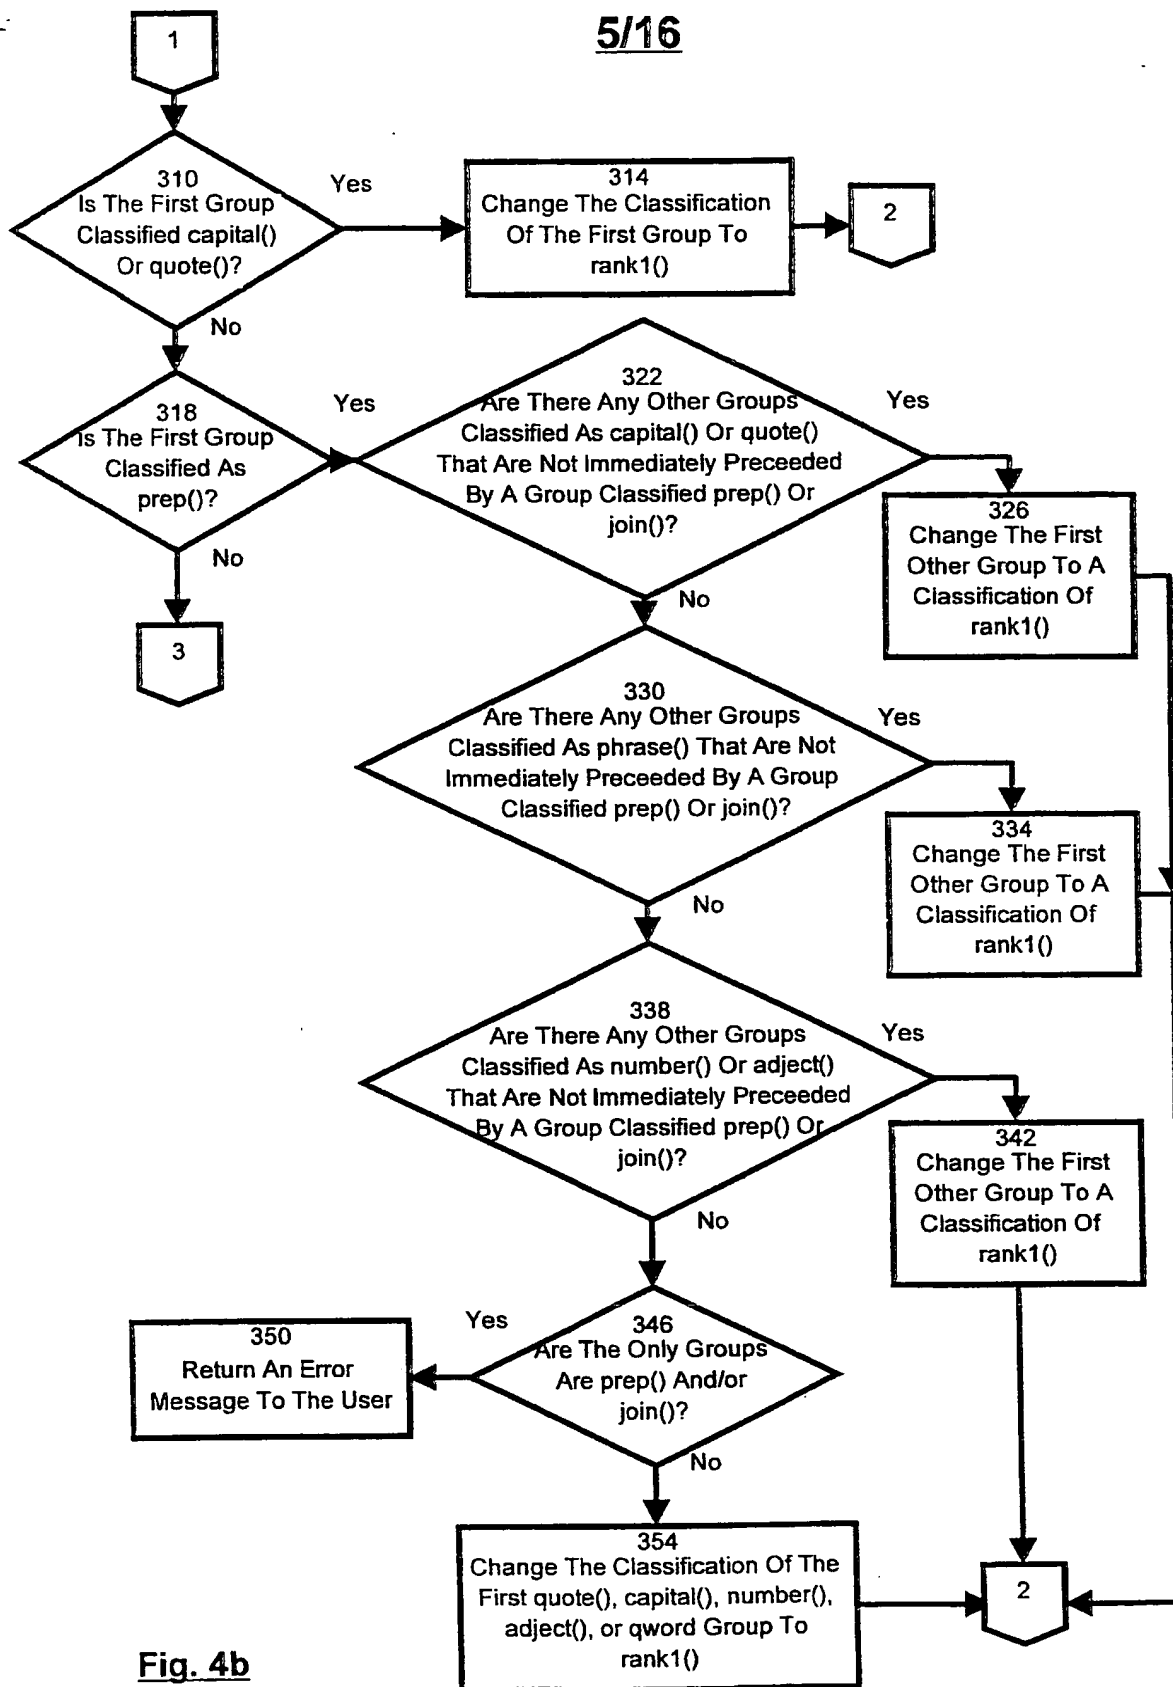 5/16
1
310
Is The First Group
Classified capital()
Or quote()?
Yes
314
Change The Classification
Of The First Group To
rank1()
2
No
318
Is The First Group
Classified As
prep()?
Yes
322
Are There Any Other Groups
Classified As capital() Or quote()
That Are Not Immediately Preceeded
By A Group Classified prep() Or
join()?
Yes
326
Change The First
Other Group To A
Classification Of
rank1()
No
3
No
330
Are There Any Other Groups
Classified As phrase() That Are Not
Immediately Preceeded By A Group
Classified prep() Or join()?
Yes
334
Change The First
Other Group To A
Classification Of
rank1()
No
338
Are There Any Other Groups
Classified As number() Or adject()
That Are Not Immediately Preceeded
By A Group Classified prep() Or
join()?
Yes
342
Change The First
Other Group To A
Classification Of
rank1()
No
346
Are The Only Groups
Are prep() And/or
join()?
Yes
350
Return An Error
Message To The User
No
354
Change The Classification Of The
First quote(), capital(), number(),
adject(), or qword Group To
rank1()
2
Fig. 4b